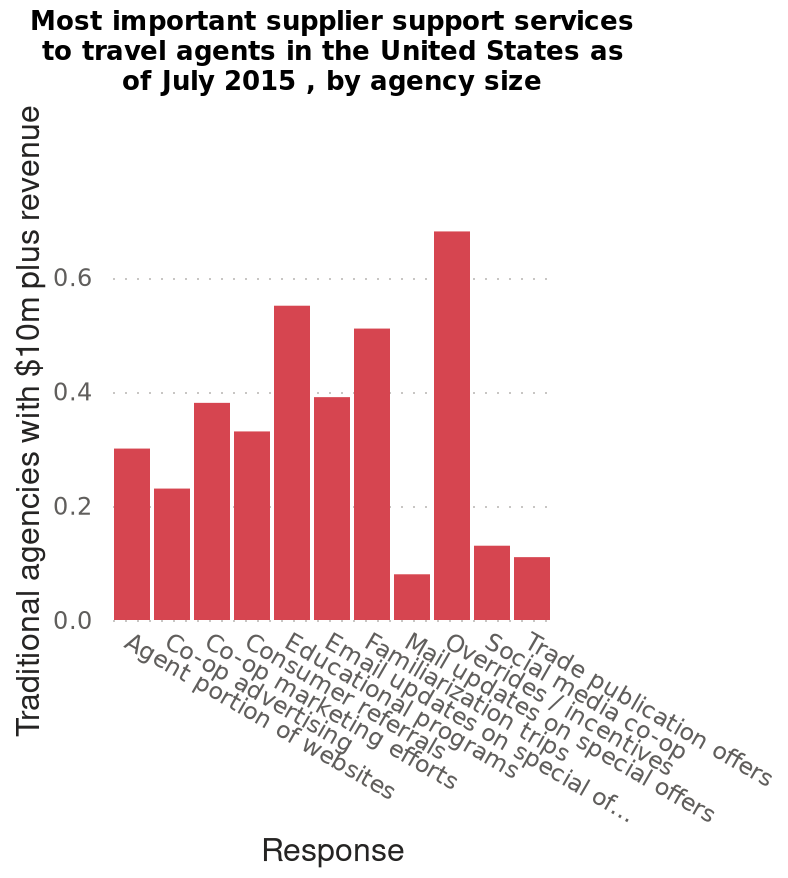 Most important supplier support services
to travel agents in the United States as
of July 2015 , by agency size
Traditional agencies with $10m plus revenue
0.6
0.4
0.2
0.0
Agent portion of websites
Co-op advertising
Co-op marketing efforts
Consumer referrals
Educational programs
Email updates on special of...
Familiarization trips
Mail updates on special offers
Overrides / incentives
Social media co-op
Trade publication offers
Response